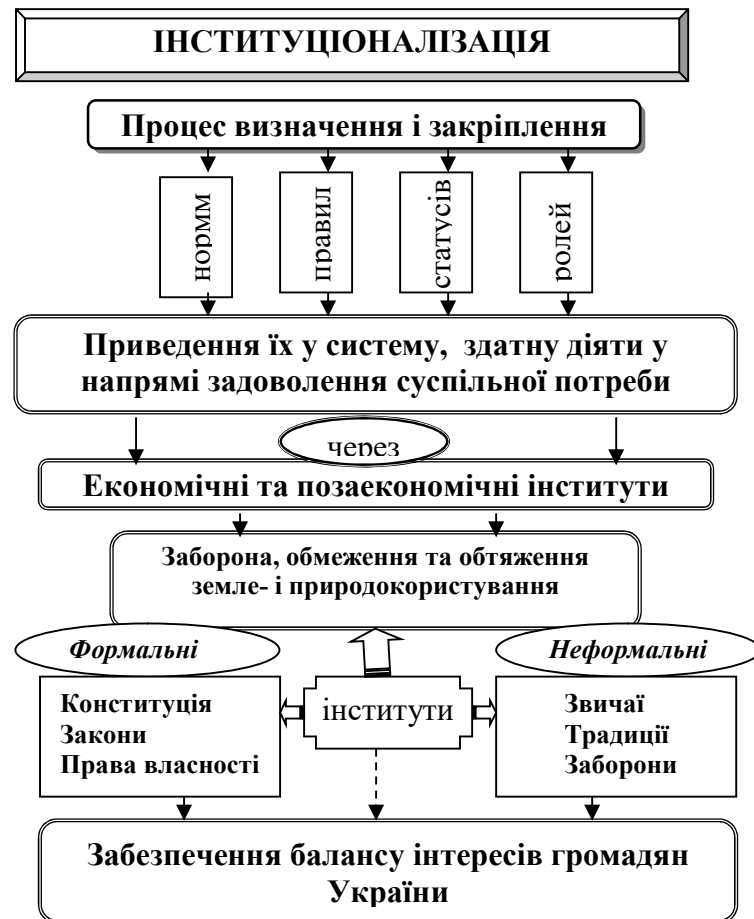 ІНСТИТУЦІОНАЛІЗАЦІЯ
Процес визначення і закріплення
нормм
правил
статусів
ролей
Приведення їх у систему, здатну діяти у
напрямі задоволення суспільної потреби
через
Економічні та позаекономічні інститути
Заборона, обмеження та обтяження
земле- і природокористування
Формальні
Неформальні
Конституція
Закони
Права власності
інститути
Звичаї
Традиції
Заборони
Забезпечення балансу інтересів громадян
України